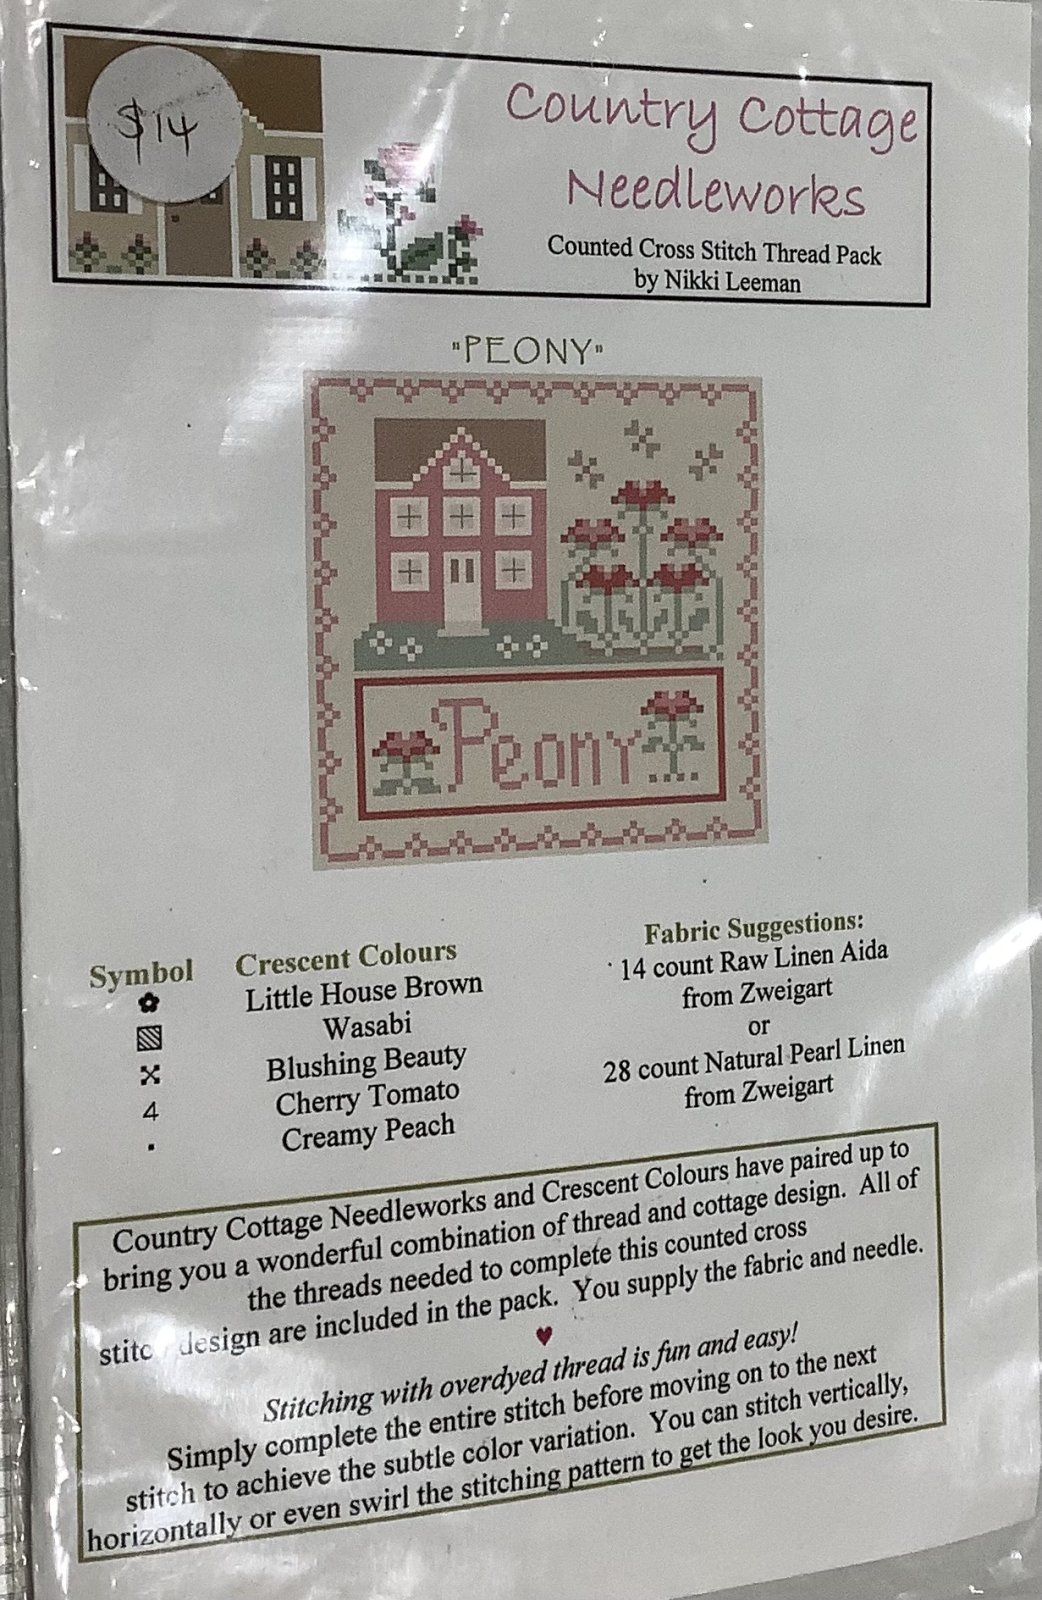 $14
Country Cottage
Needleworks
Counted Cross Stitch Thread Pack
by Nikki Leeman
"PEONY"
Peony
Symbol
Crescent Colours
Little House Brown
Wasabi
Blushing Beauty
4 Cherry Tomato
Creamy Peach
Fabric Suggestions:
14 count Raw Linen Aida
from Zweigart
or
28 count Natural Pearl Linen
from Zweigart
Country Cottage Needleworks and Crescent Colours have paired up to
bring you a wonderful combination of thread and cottage design. All of
the threads needed to complete this counted cross
stitch design are included in the pack. You supply the fabric and needle.
♥
Stitching with overdyed thread is fun and easy!
Simply complete the entire stitch before moving on to the next
stitch to achieve the subtle color variation. You can stitch vertically,
horizontally or even swirl the stitching pattern to get the look you desire.